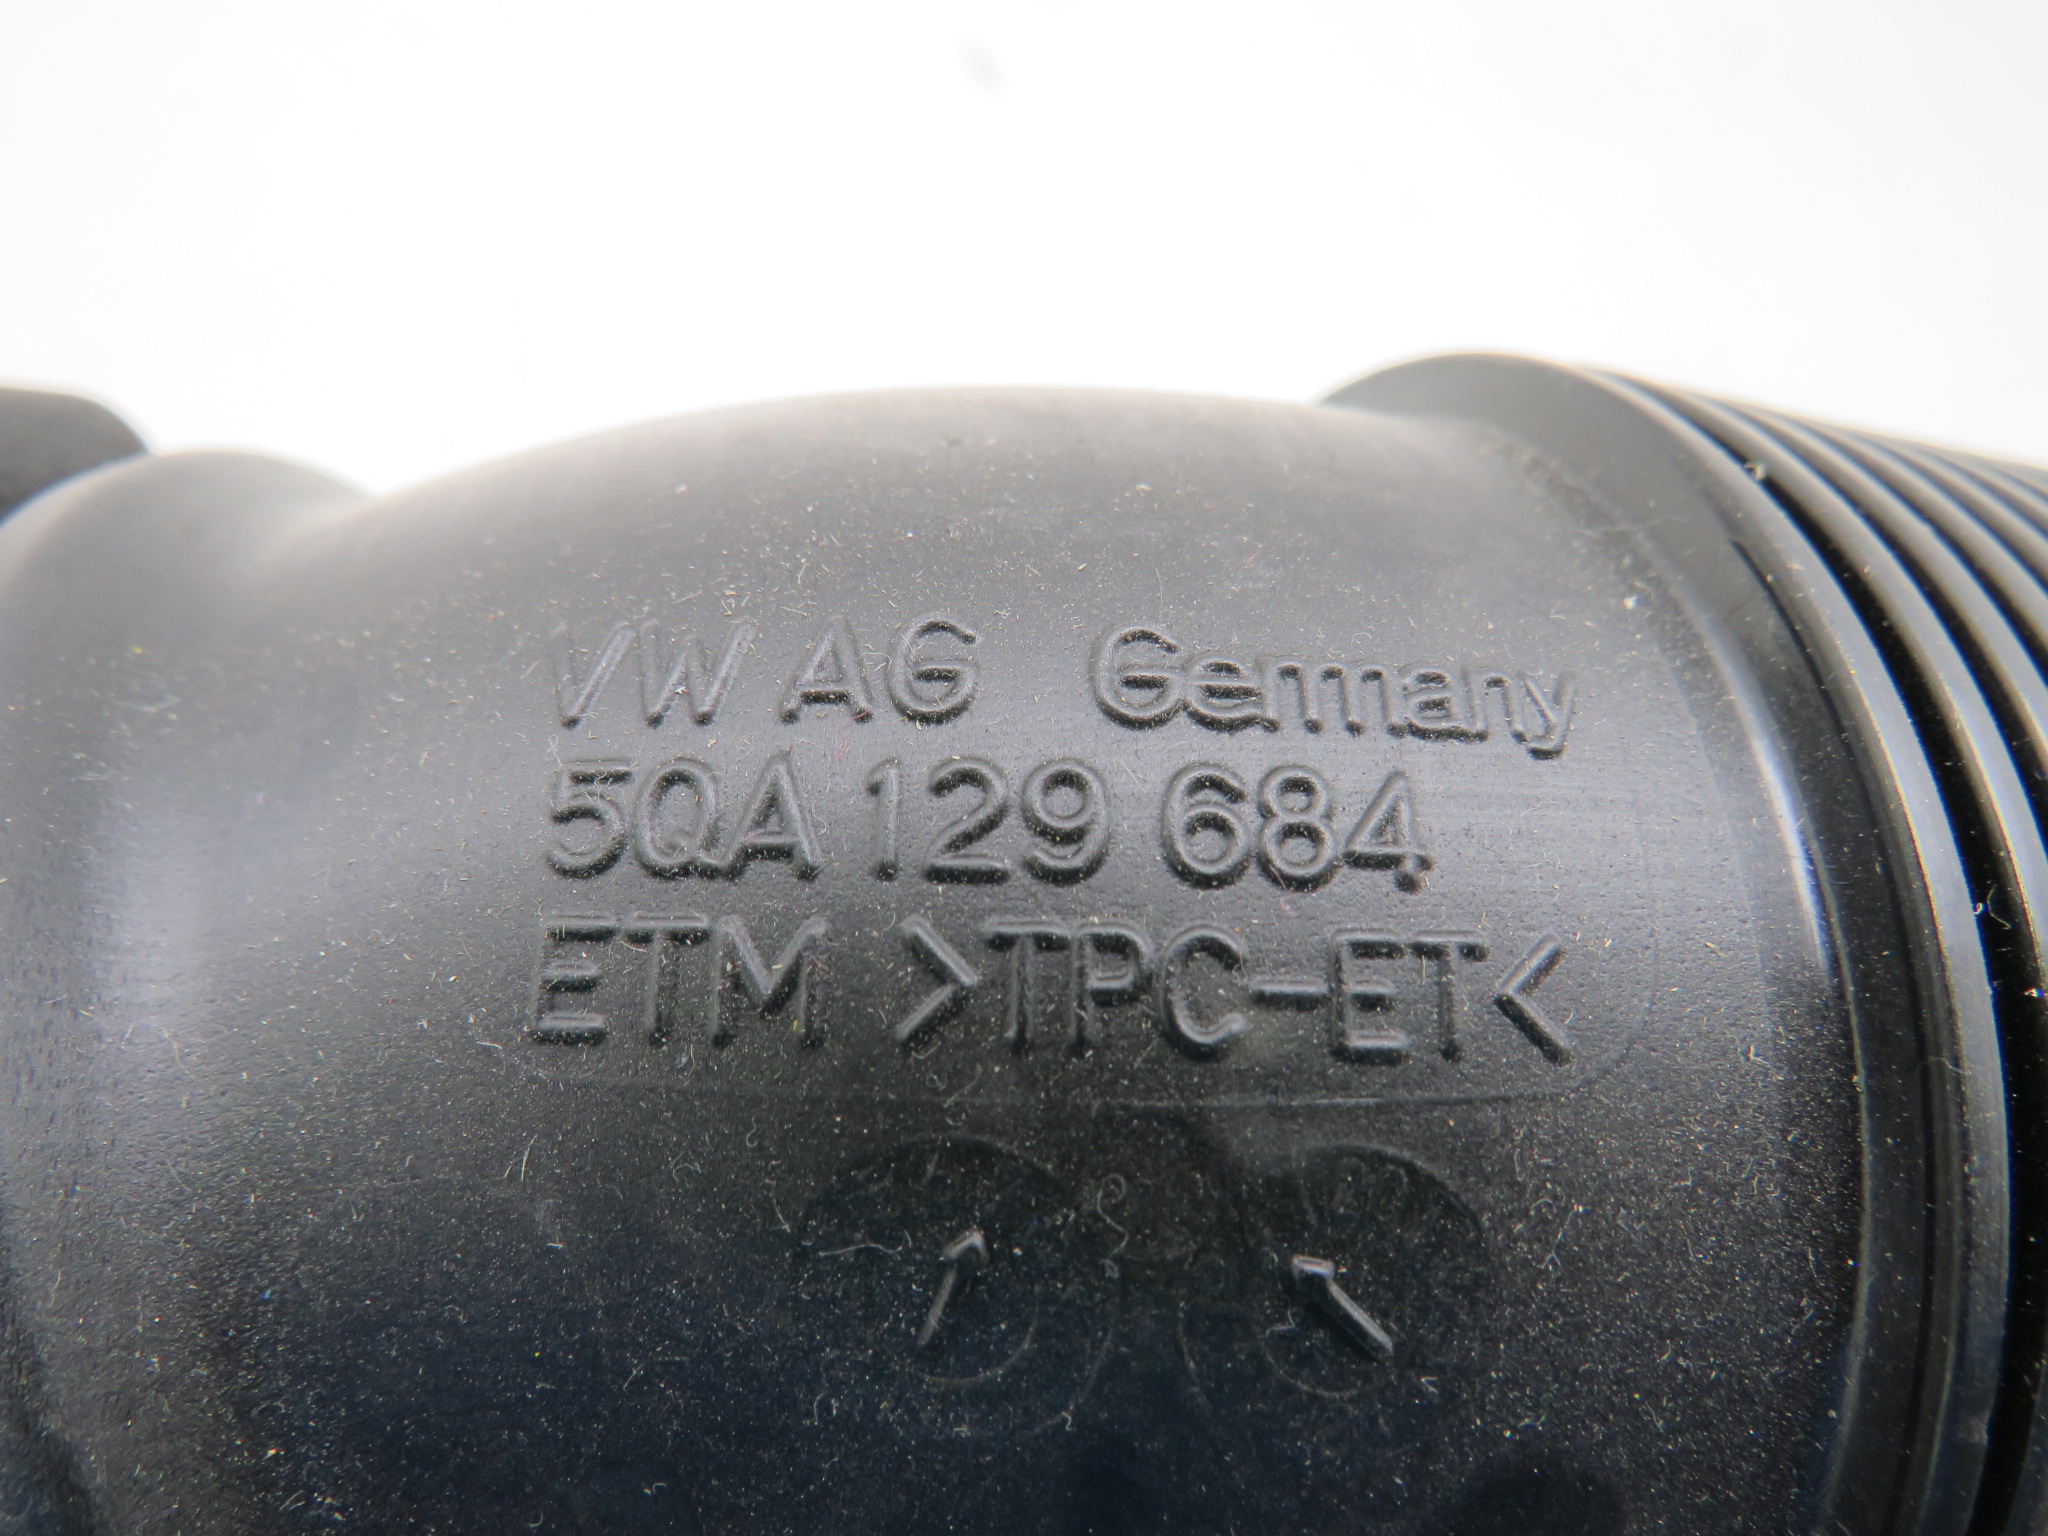 VW AG Germany
5QA 129 684
ETM >TPC-ET<